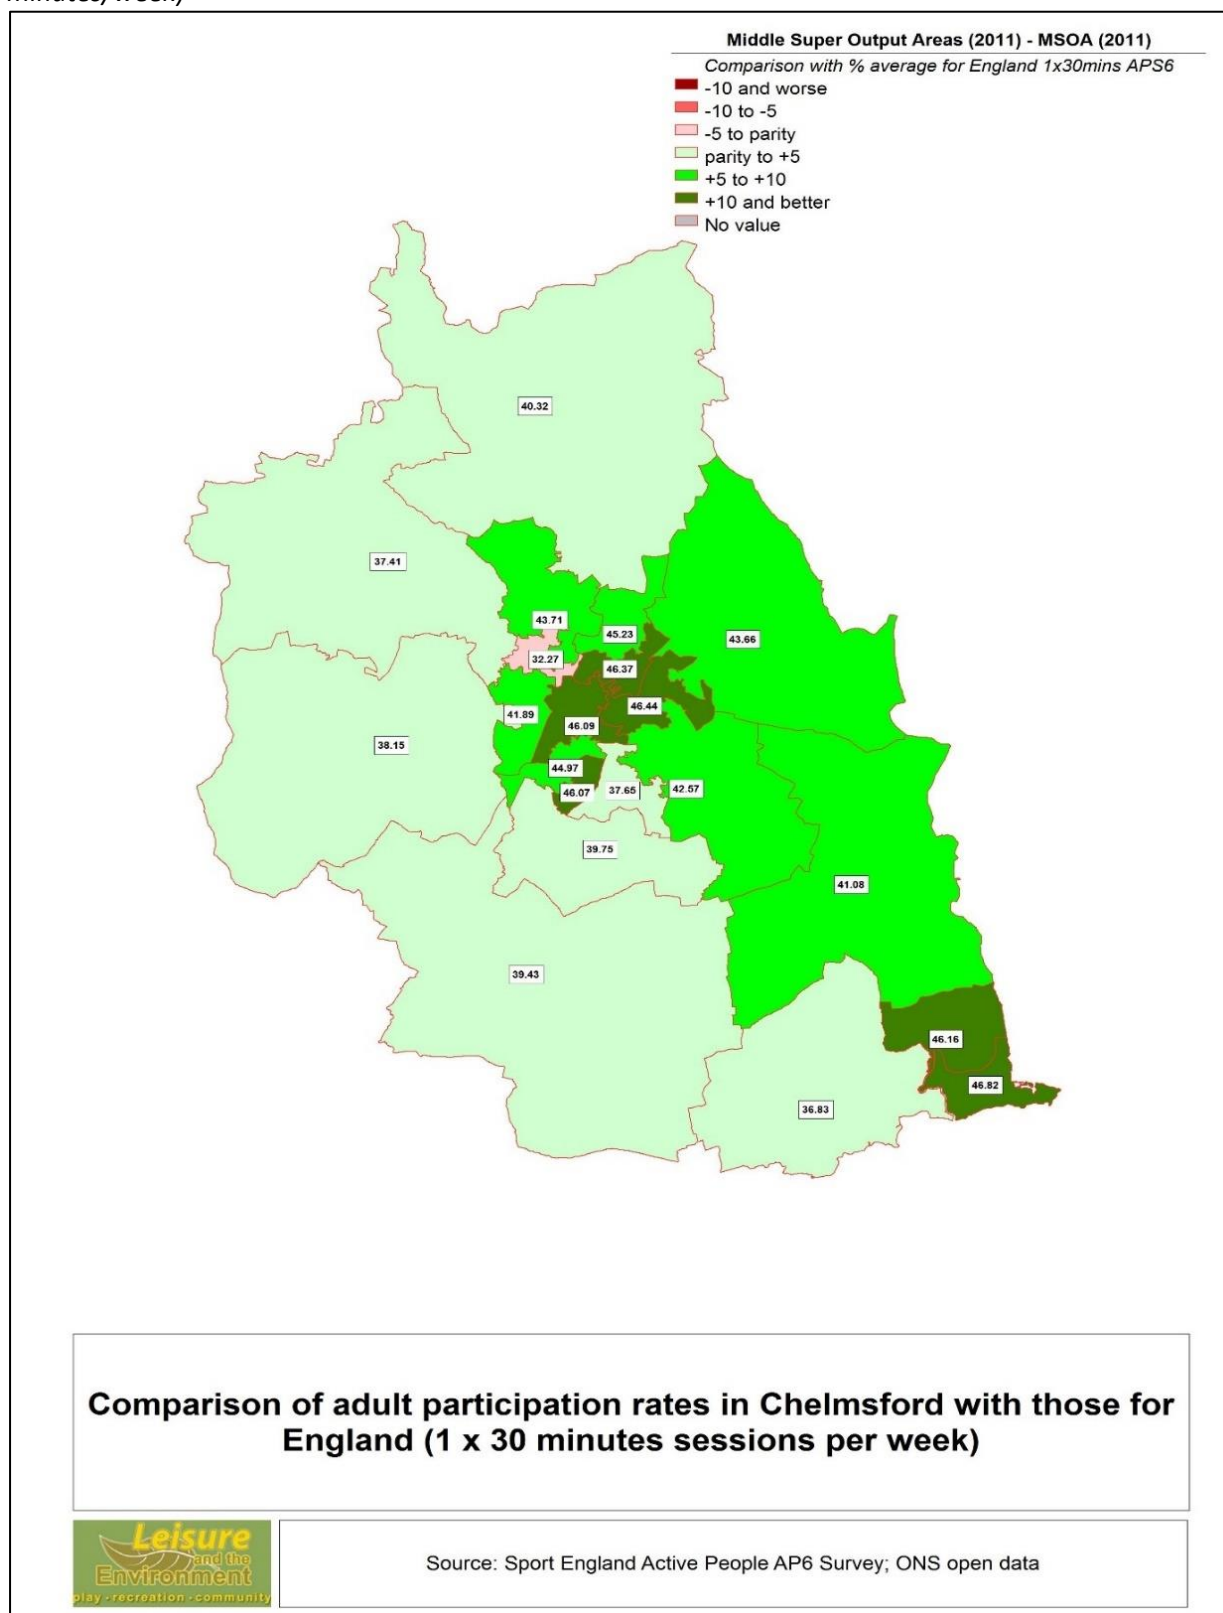 minutes/week)
Middle Super Output Areas (2011) - MSOA (2011)
Comparison with % average for England 1x30mins APS6
-10 and worse
-10 to -5
-5 to parity
parity to +5
+5 to +10
+10 and better
No value
40.32
37.41
43.71
45.23
43.66
32.27
46.37
46.44
41.89
46.09
38.15
44.97
46.07
37.65
42.57
39.75
41.08
39.43
46.16
46.82
36.83
Comparison of adult participation rates in Chelmsford with those for
England (1 x 30 minutes sessions per week)
Leisure
and the
Environment
play - recreation - community
Source: Sport England Active People AP6 Survey; ONS open data